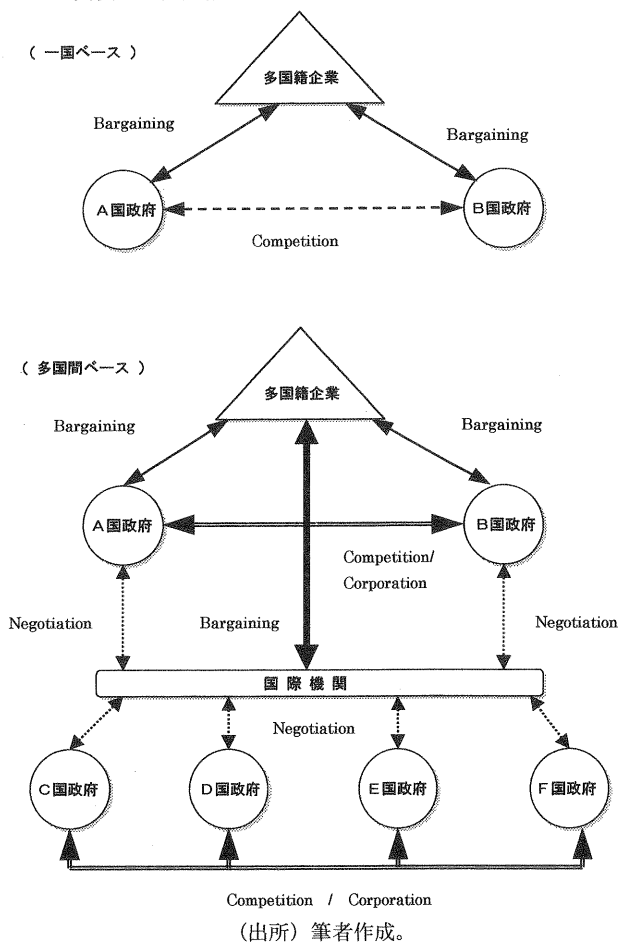 ( 一国ベース )
多国籍企業
Bargaining
Bargaining
A国政府
B国政府
Competition
( 多国間ベース )
多国籍企業
Bargaining
Bargaining
A国政府
B国政府
Competition/
Corporation
Negotiation
Bargaining
Negotiation
国際機関
Negotiation
C国政府
D国政府
E国政府
F国政府
Competition / Corporation
(出所) 筆者作成。